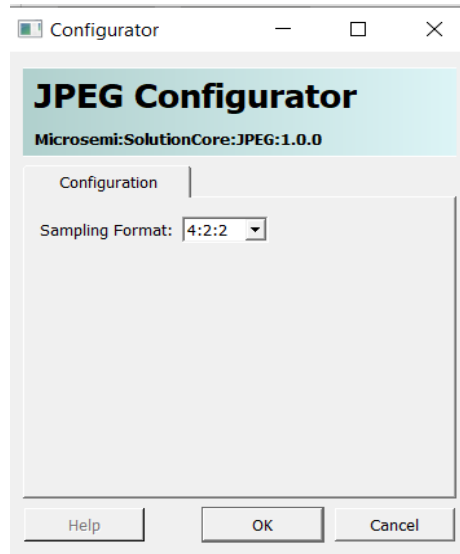 Configurator
JPEG Configurator
Microsemi:SolutionCore:JPEG:1.0.0
Configuration
Sampling Format: 4:2:2
Help OK Cancel